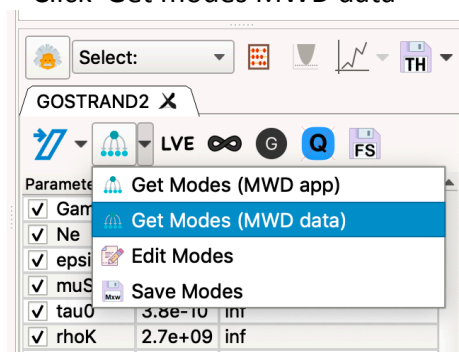 Click "Get modes MWD data"
Select:
TH
GOSTRAND2 X
LVE G Q FS
Paramete
Get Modes (MWD app)
Gam
Get Modes (MWD data)
Ne
Edit Modes
epsi
Mxw Save Modes
muS
tau0 3.8e-10 inf
rhoK 2.7e+09 inf